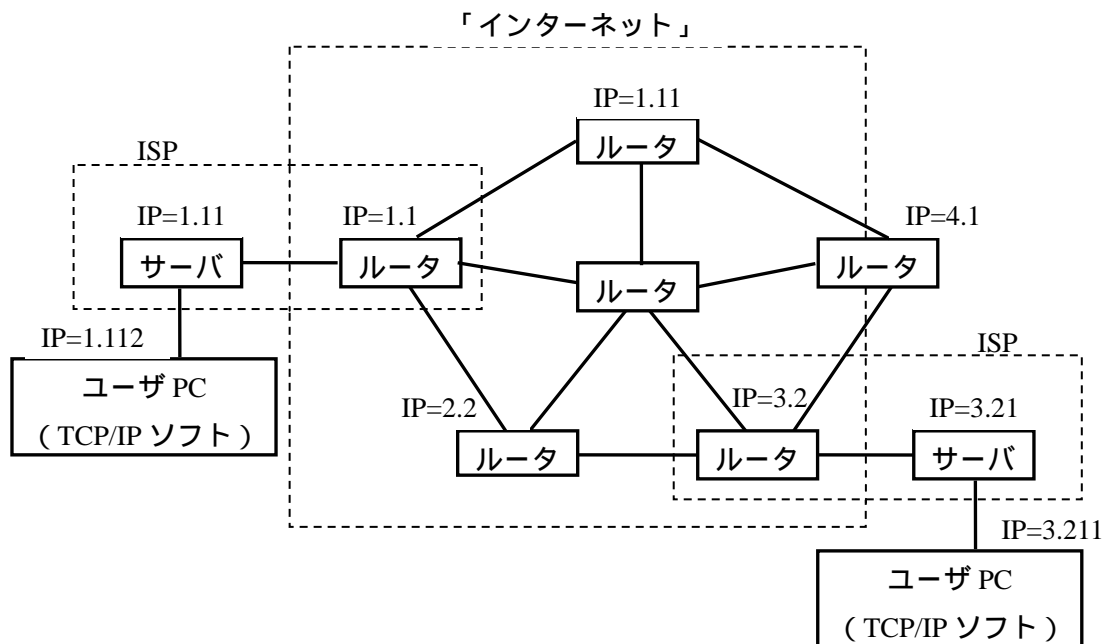 「インターネット」
IP=1.11
ルータ
ISP
IP=1.11
IP=1.1
IP=4.1
サーバ
ルータ
ルータ
ルータ
IP=1.112
ISP
ユーザ PC
(TCP/IP ソフト)
IP=2.2
IP=3.2
IP=3.21
ルータ
ルータ
サーバ
IP=3.211
ユーザ PC
(TCP/IP ソフト)